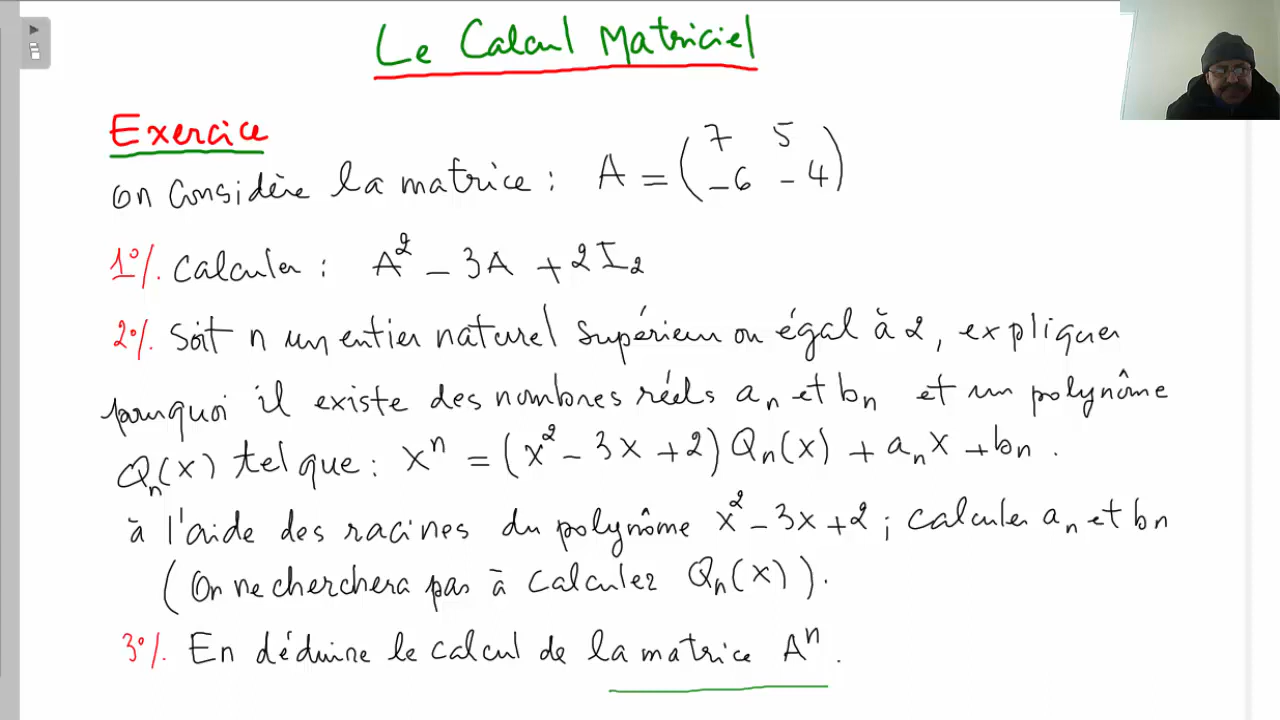 Le Calcul Matriciel
Exercice
on considère la matrice : A = ( 7 5
-6 -4 )
1°/. Calculer : A² - 3A + 2I₂
2°/. Soit n un entier naturel supérieur ou égal à 2, expliquer
pourquoi il existe des nombres réels aₙ et bₙ et un polynôme
Qₙ(X) tel que : Xⁿ = (X² - 3X + 2) Qₙ(X) + aₙX + bₙ .
à l'aide des racines du polynôme X² - 3X + 2 ; calculer aₙ et bₙ
( On ne cherchera pas à calculez Qₙ(X) ).
3°/. En déduire le calcul de la matrice Aⁿ .